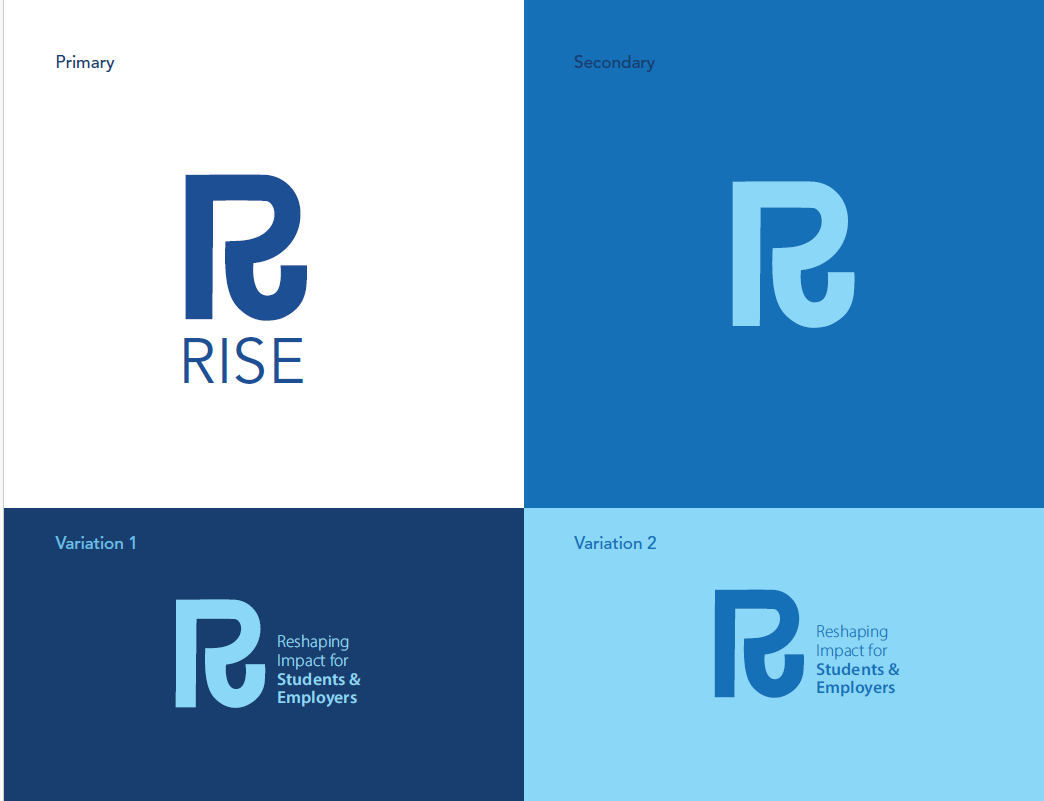 Primary
Secondary
RISE
Variation 1
Variation 2
Reshaping
Impact for
Students &
Employers
Reshaping
Impact for
Students &
Employers